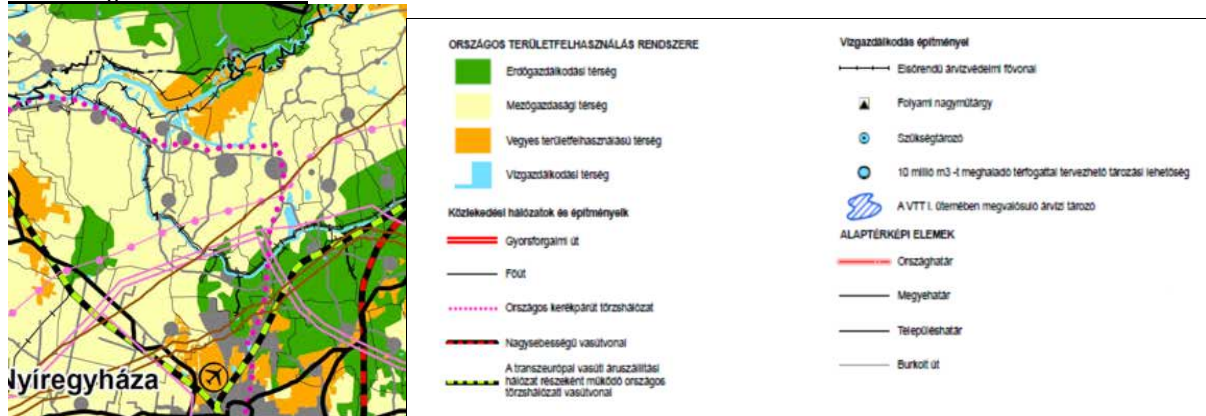 Nyíregyháza
ORSZÁGOS TERÜLETFELHASZNÁLÁS RENDSZERE
Erdőgazdálkodási térség
Mezőgazdasági térség
Vegyes területfelhasználású térség
Vízgazdálkodási térség
Közlekedési hálózatok és építményeik
Gyorsforgalmi út
Főút
Országos kerékpárút törzshálózat
Nagysebességű vasútvonal
A transzeurópai vasúti áruszállítási
hálózat részeként működő országos
törzshálózati vasútvonal
Vízgazdálkodás építményei
Elsőrendű árvízvédelmi fővonal
Folyami nagyműtárgy
Szükségtározó
10 millió m3 -t meghaladó térfogattal tervezhető tározási lehetőség
A VTT I. ütemében megvalósuló árvízi tározó
ALAPTÉRKÉPI ELEMEK
Országhatár
Megyehatár
Településhatár
Burkolt út